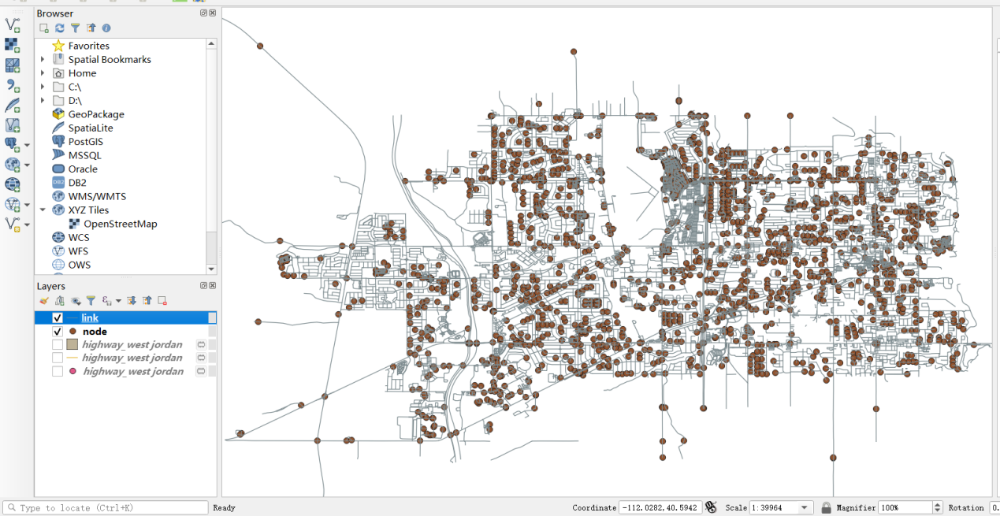 Browser
Favorites
Spatial Bookmarks
Home
C:\
D:\
GeoPackage
SpatiaLite
PostGIS
MSSQL
Oracle
DB2
DB2
WMS/WMTS
XYZ Tiles
OpenStreetMap
WCS
WFS
OWS
Layers
link
node
highway_west jordan
highway_west jordan
highway_west jordan
Type to locate (Ctrl+K) Ready Coordinate -112.0282,40.5942 Scale 1:39964 Magnifier 100% Rotation 0.